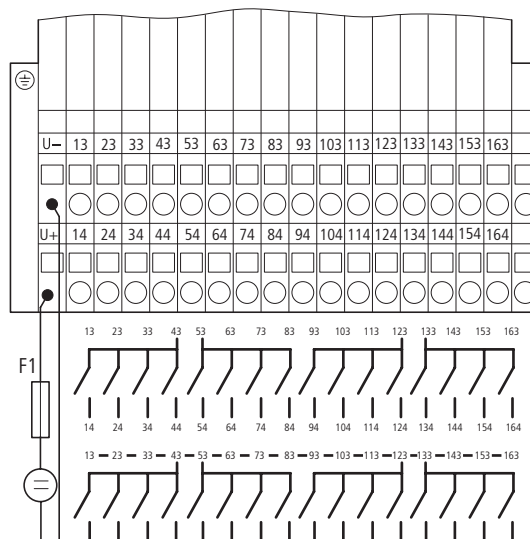 U− 13 23 33 43 53 63 73 83 93 103 113 123 133 143 153 163
U+ 14 24 34 44 54 64 74 84 94 104 114 124 134 144 154 164
13 23 33 43 53 63 73 83 93 103 113 123 133 143 153 163
F1
14 24 34 44 54 64 74 84 94 104 114 124 134 144 154 164
13 23 33 43 53 63 73 83 93 103 113 123 133 143 153 163